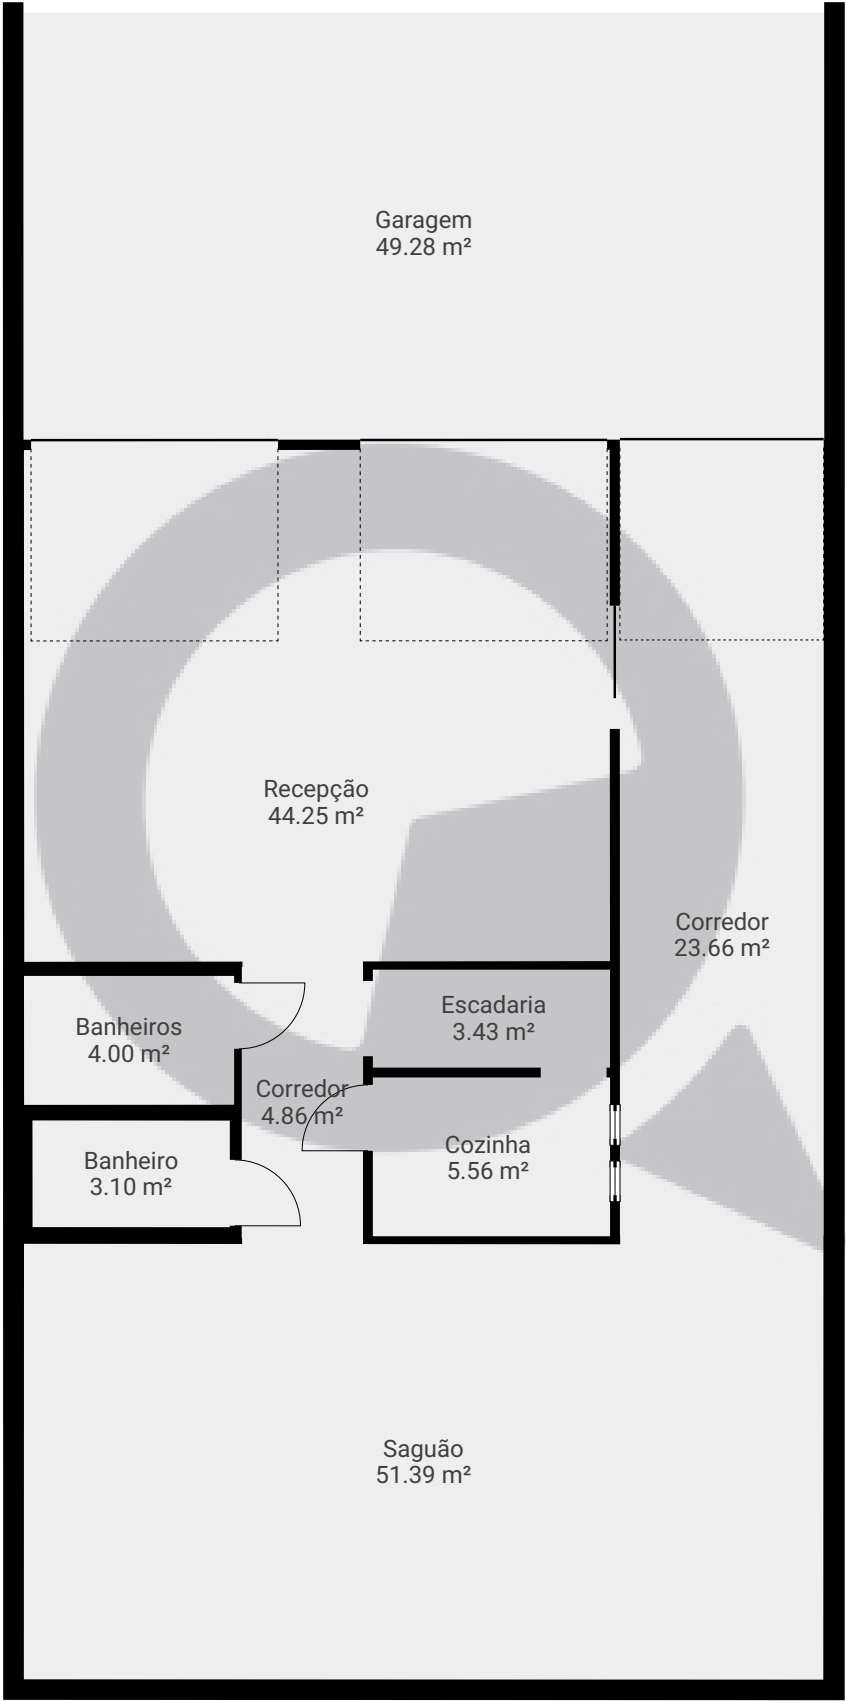 Garagem
49.28 m²
Recepção
44.25 m²
Corredor
23.66 m²
Escadaria
3.43 m²
Banheiros
4.00 m²
Corredor
4.86 m²
Cozinha
5.56 m²
Banheiro
3.10 m²
Saguão
51.39 m²